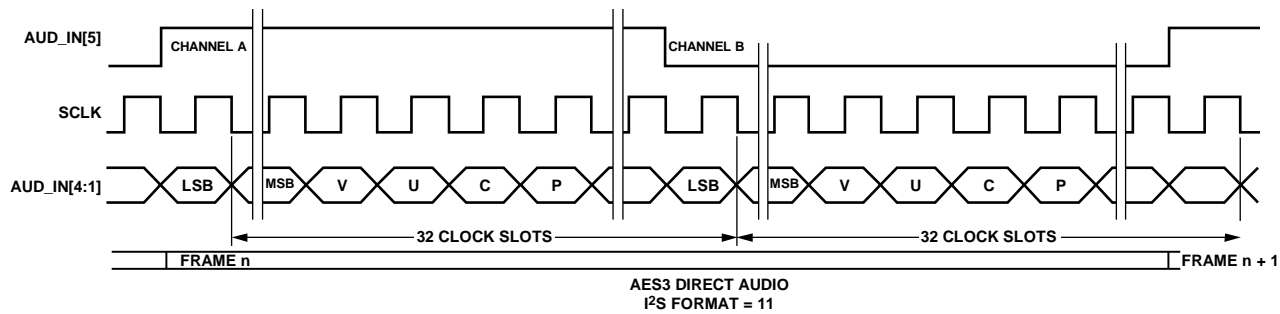 AUD_IN[5]
CHANNEL A
CHANNEL B
SCLK
AUD_IN[4:1]
LSB
MSB
V
U
C
P
LSB
MSB
V
U
C
P
32 CLOCK SLOTS
32 CLOCK SLOTS
FRAME n
FRAME n + 1
AES3 DIRECT AUDIO
I²S FORMAT = 11